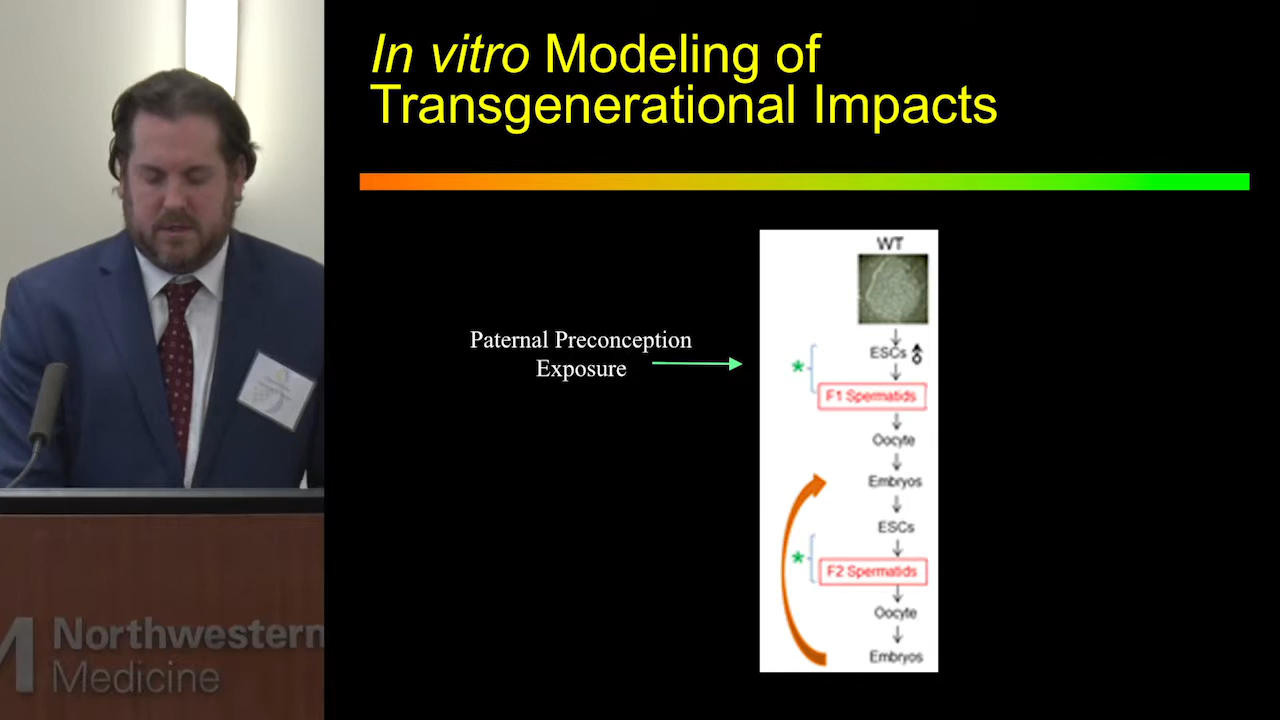 In vitro Modeling of
Transgenerational Impacts
WT
Paternal Preconception
Exposure
ESCs
*
F1 Spermatids
Oocyte
Embryos
ESCs
*
F2 Spermatids
Oocyte
Embryos
Northwestern
Medicine